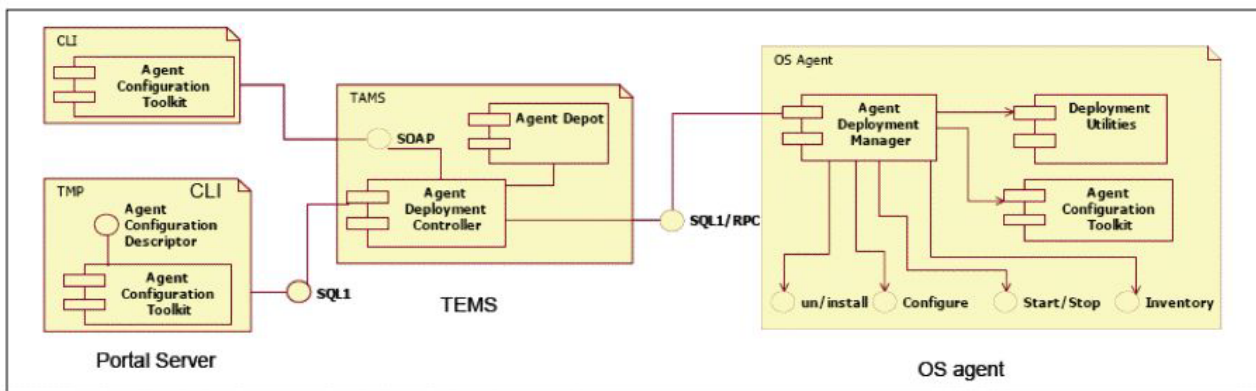 CLI
Agent
Configuration
Toolkit
TMP
CLI
Agent
Configuration
Descriptor
Agent
Configuration
Toolkit
SQL1
Portal Server
TAMS
SOAP
Agent Depot
Agent
Deployment
Controller
TEMS
SQL1/RPC
OS Agent
Agent
Deployment
Manager
Deployment
Utilities
Agent
Configuration
Toolkit
un/install
Configure
Start/Stop
Inventory
OS agent